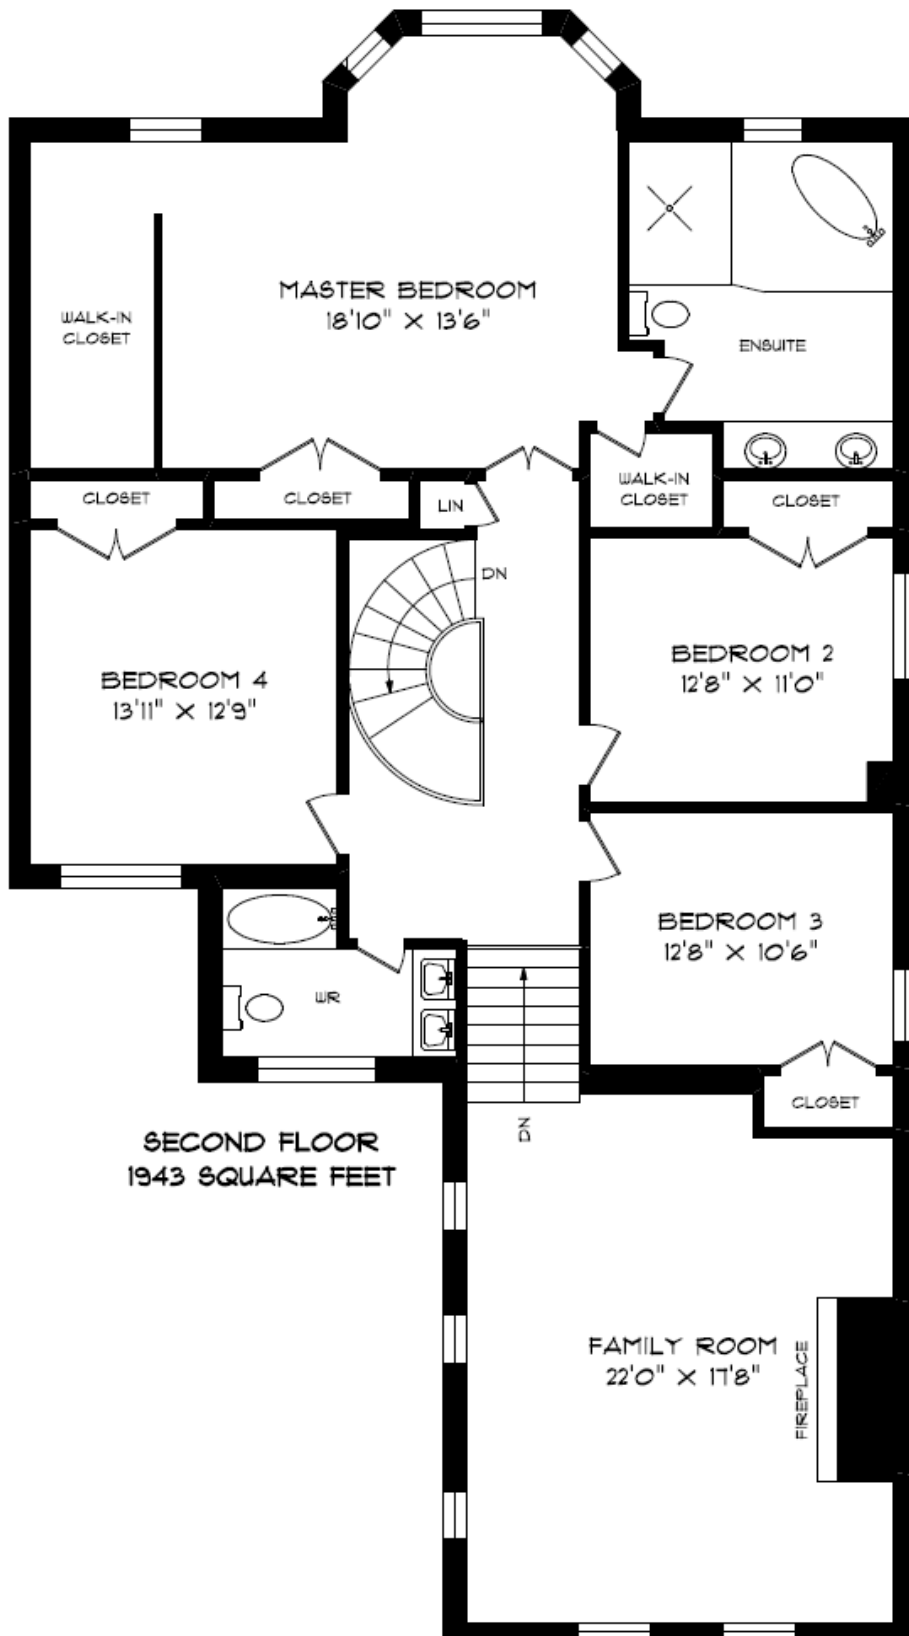 MASTER BEDROOM
18'10" X 13'6"
WALK-IN
CLOSET
ENSUITE
CLOSET
CLOSET
LIN
WALK-IN
CLOSET
CLOSET
DN
BEDROOM 4
13'11" X 12'9"
BEDROOM 2
12'8" X 11'0"
BEDROOM 3
12'8" X 10'6"
WR
CLOSET
DN
SECOND FLOOR
1943 SQUARE FEET
FAMILY ROOM
22'0" X 17'8"
FIREPLACE